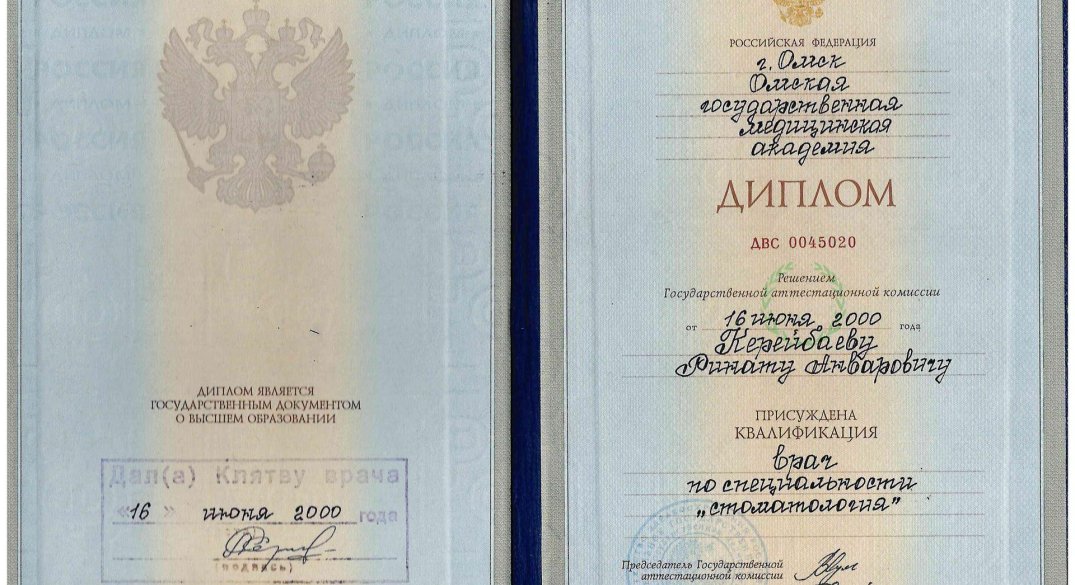 ДИПЛОМ ЯВЛЯЕТСЯ
ГОСУДАРСТВЕННЫМ ДОКУМЕНТОМ
О ВЫСШЕМ ОБРАЗОВАНИИ
Дал(а) Клятву врача
«16» июня 2000 года
(подпись)
РОССИЙСКАЯ ФЕДЕРАЦИЯ
г. Омск
Омская
государственная
медицинская
академия
ДИПЛОМ
ДВС 0045020
Решением
Государственной аттестационной комиссии
от 16 июня 2000 года
Керейбаеву
Ринату Анваровичу
ПРИСУЖДЕНА
КВАЛИФИКАЦИЯ
врач
по специальности
„стоматология"
Председатель Государственной
аттестационной комиссии